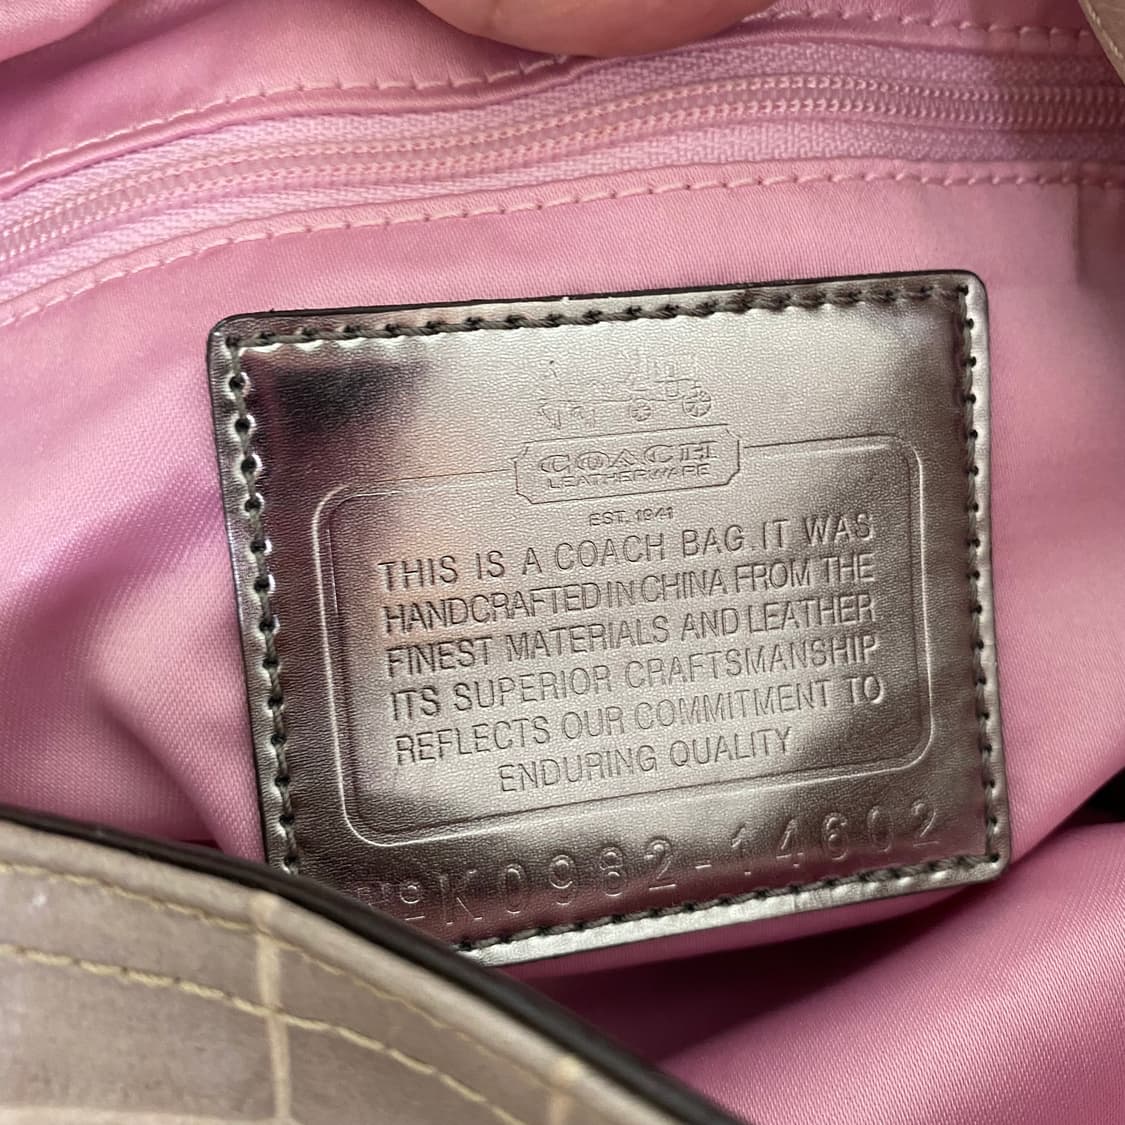 COACH
LEATHERWARE
EST. 1941
THIS IS A COACH BAG. IT WAS
HANDCRAFTED IN CHINA FROM THE
FINEST MATERIALS AND LEATHER
ITS SUPERIOR CRAFTSMANSHIP
REFLECTS OUR COMMITMENT TO
ENDURING QUALITY
Nº K0982-14602